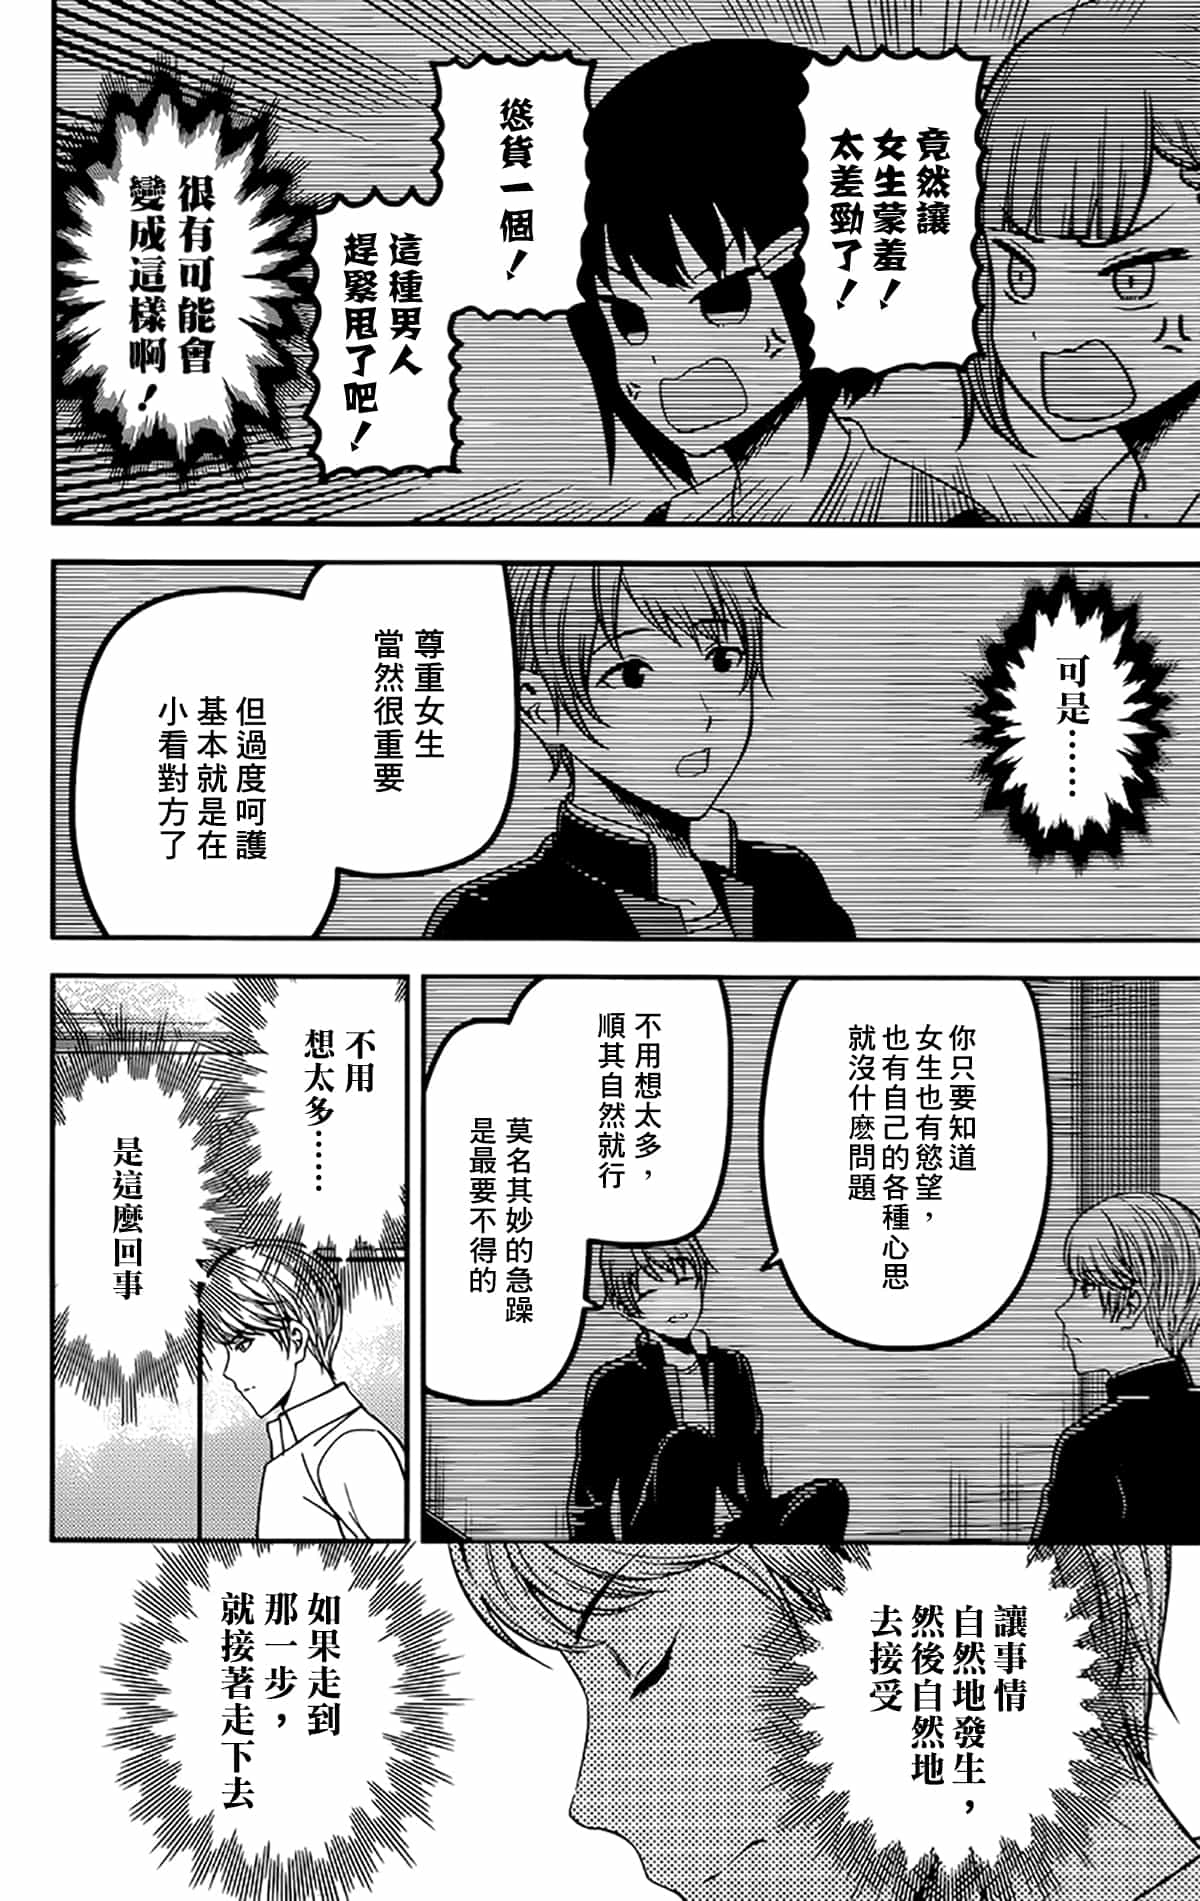 竟然讓
女生蒙羞！
太差勁了！
慫貨一個！
這種男人
趕緊甩了吧！
很有可能會
變成這樣啊！
可是……
尊重女生
當然很重要
但過度呵護
基本就是在
小看對方了
你只要知道
女生也有慾望，
也有自己的各種心思
就沒什麽問題
不用想太多，
順其自然就行
莫名其妙的急躁
是最要不得的
不用
想太多……
是這麼回事
讓事情
自然地發生，
然後自然地
去接受
如果走到
那一步，
就接著走下去